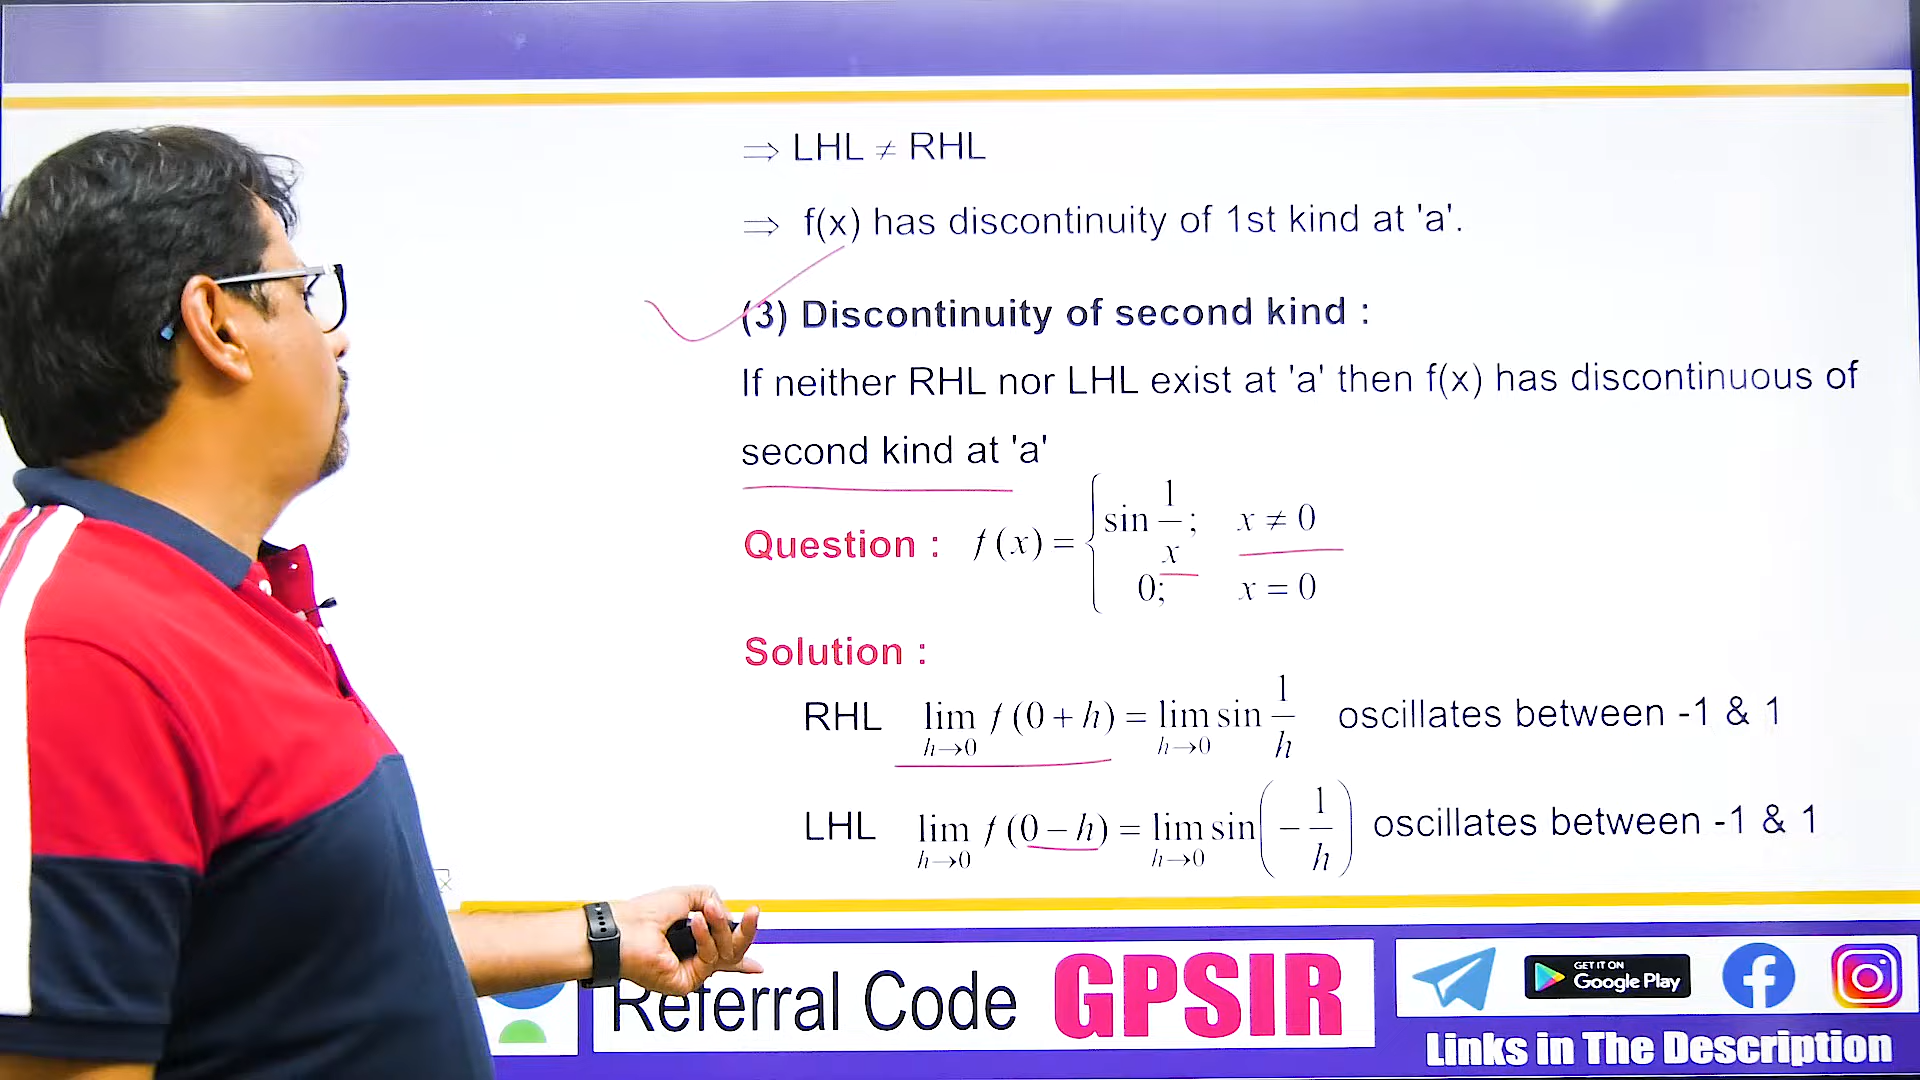 ⇒ LHL ≠ RHL
⇒ f(x) has discontinuity of 1st kind at 'a'.
(3) Discontinuity of second kind :
If neither RHL nor LHL exist at 'a' then f(x) has discontinuous of
second kind at 'a'
Question : f(x) = { sin 1/x ; x ≠ 0
0; x = 0
Solution :
RHL lim h→0 f(0 + h) = lim h→0 sin 1/h oscillates between -1 & 1
LHL lim h→0 f(0 − h) = lim h→0 sin(− 1/h) oscillates between -1 & 1
Referral Code GPSIR
GET IT ON
Google Play
Links in The Description